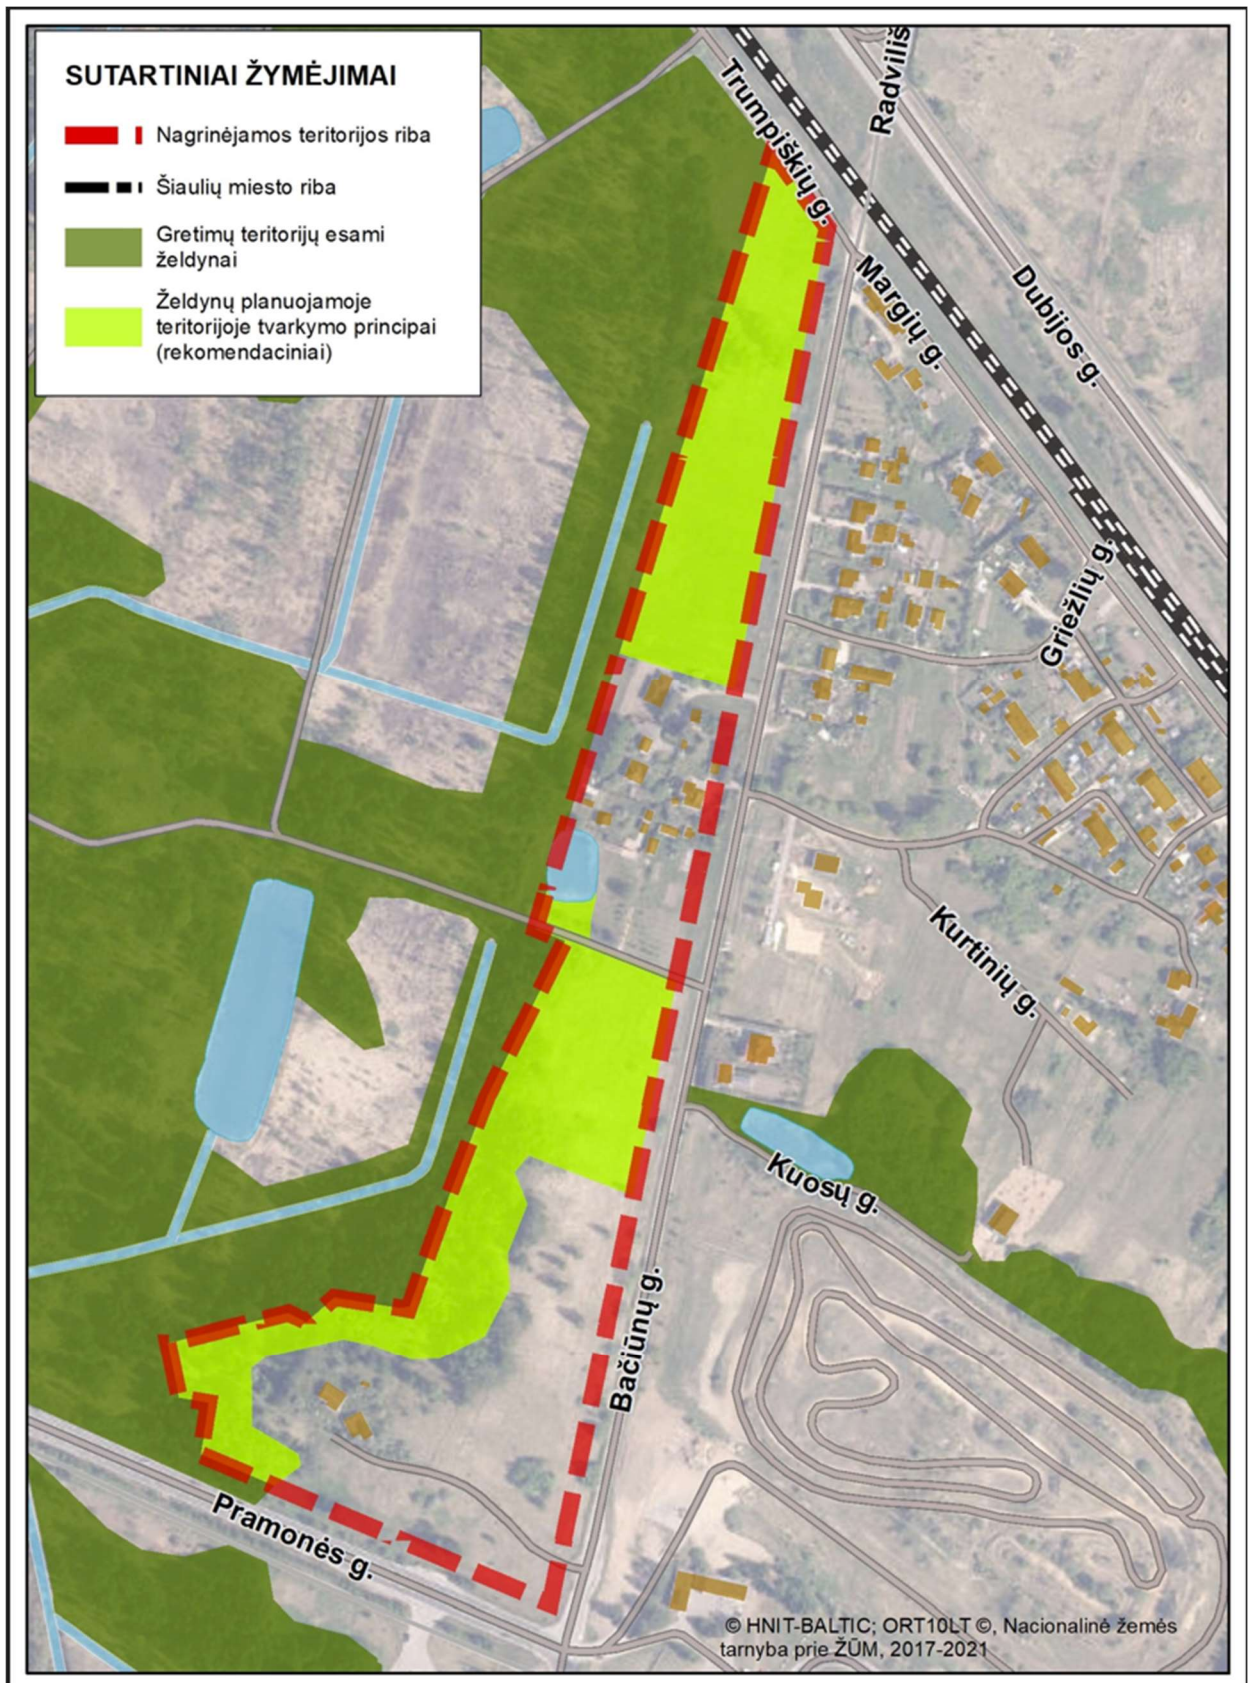 SUTARTINIAI ŽYMĖJIMAI
Nagrinėjamos teritorijos riba
Šiaulių miesto riba
Gretimų teritorijų esami
želdynai
Želdynų planuojamoje
teritorijoje tvarkymo principai
(rekomendaciniai)
Trumpiškių g.
Radviliš
Margių g.
Dubijos g.
Griežlių g.
Kurtinių g.
Kuosų g.
Bačiūnų g.
Pramonės g.
© HNIT-BALTIC; ORT10LT ©, Nacionalinė žemės
tarnyba prie ŽŪM, 2017-2021